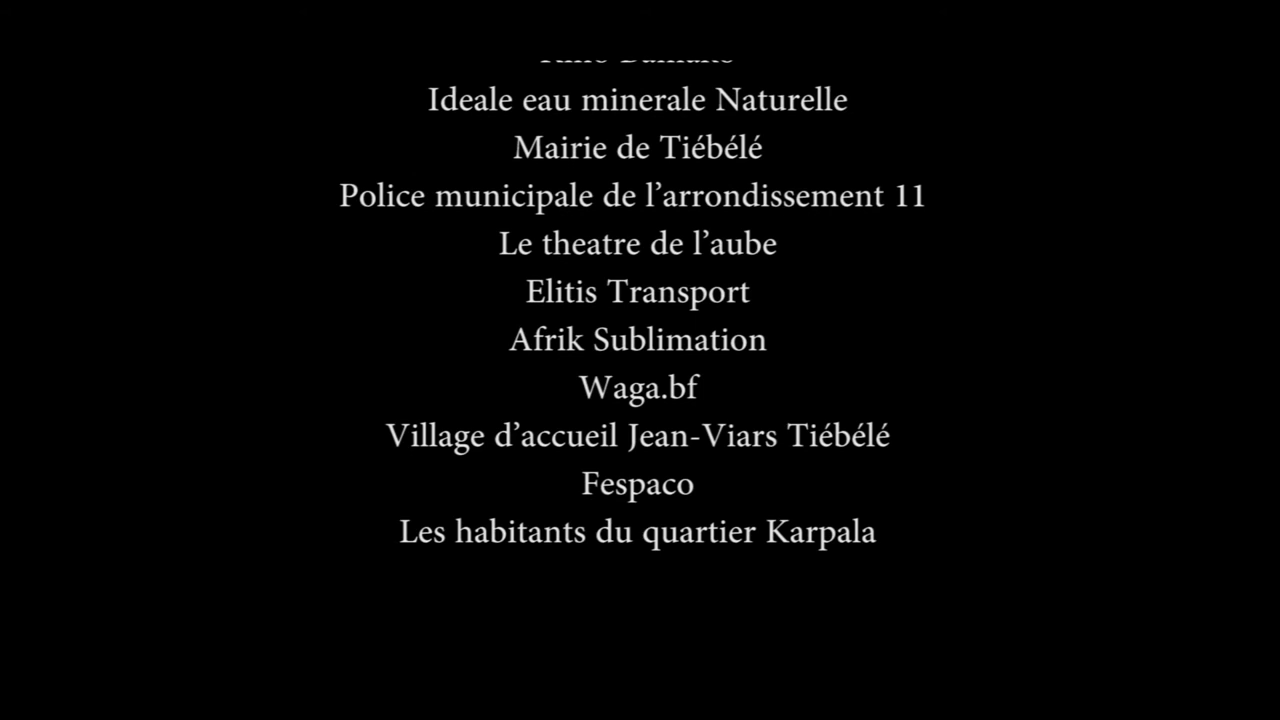 Ideale eau minerale Naturelle
Mairie de Tiébélé
Police municipale de l’arrondissement 11
Le theatre de l’aube
Elitis Transport
Afrik Sublimation
Waga.bf
Village d’accueil Jean-Viars Tiébélé
Fespaco
Les habitants du quartier Karpala